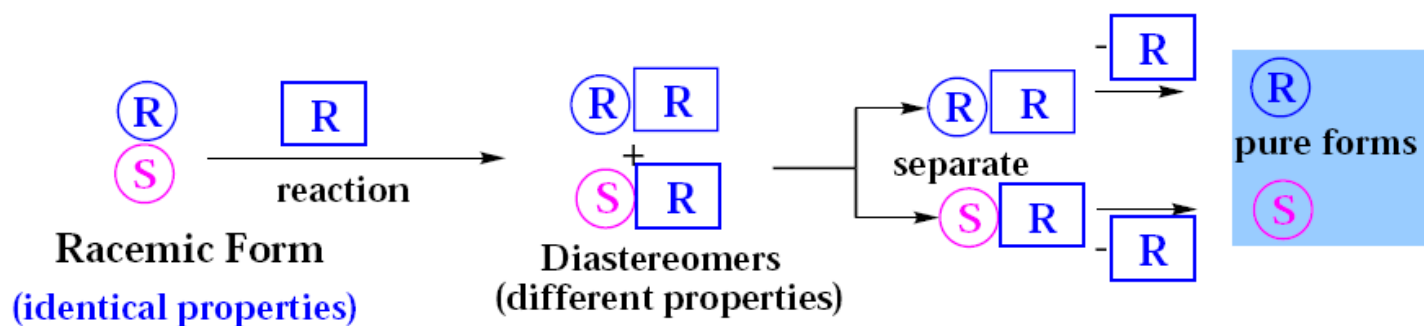 R
S
Racemic Form
(identical properties)
R
reaction
R R
+
S R
Diastereomers
(different properties)
separate
R R
S R
- R
- R
R
pure forms
S